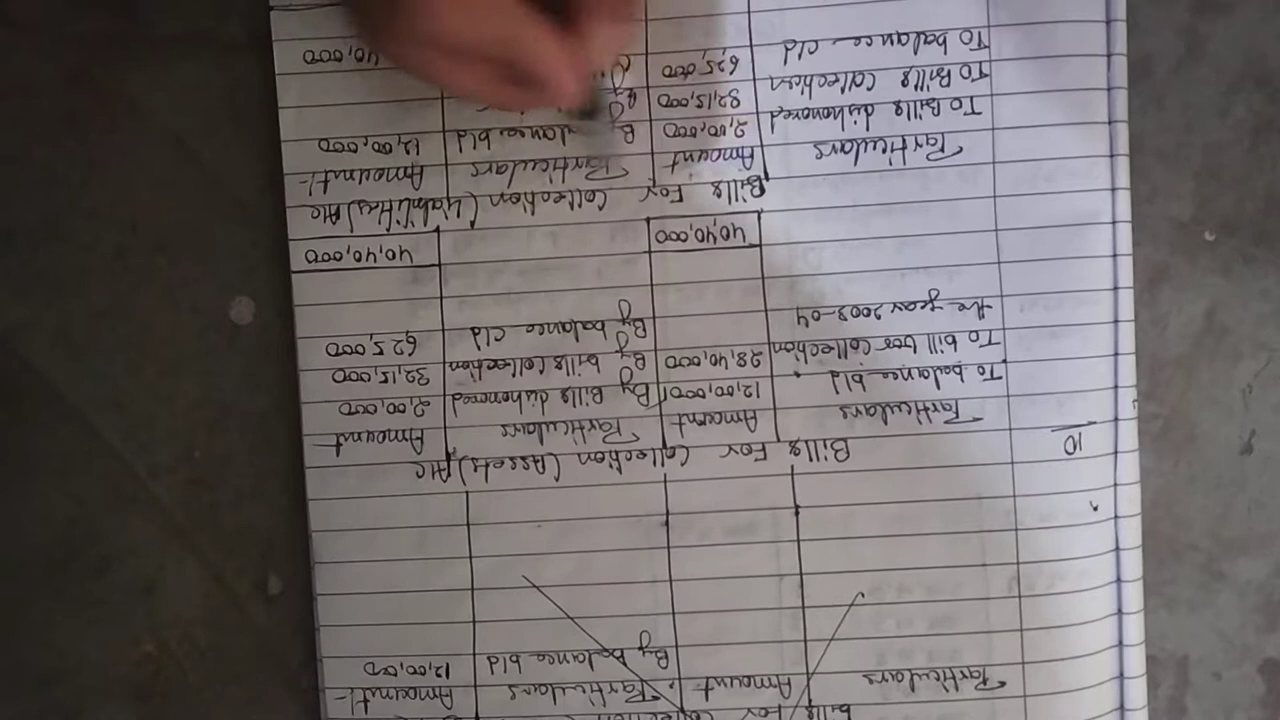 Bills For Collection
Particulars Amount Particulars Amount/-
By balance b/d 12,00,000
10 Bills For Collection (Assets) A/c
Particulars Amount Particulars Amount
To balance b/d 12,00,000 By Bills dishonored 2,00,000
To bill for collection 28,40,000 By bills collection 32,15,000
the year 2003-04 By balance c/d 6,25,000
40,40,000 40,40,000
Bills For Collection (Liabilities) A/c
Particulars Amount Particulars Amount/-
To Bills dishonored 2,00,000 By balance b/d 12,00,000
To Bills Collection 32,15,000 By
To balance c/d 6,25,000 40,000